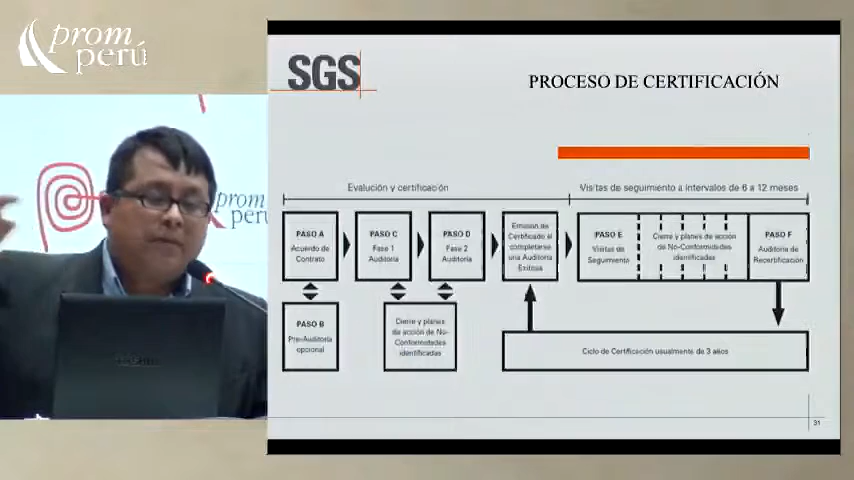 prom
perú
SGS
PROCESO DE CERTIFICACIÓN
prom
perú
Evalución y certificación
Visitas de seguimiento a intervalos de 6 a 12 meses
PASO A
Acuerdo de
Contrato
PASO C
Fase 1
Auditoría
PASO D
Fase 2
Auditoría
Emisión de
Certificado al
completarse
una Auditoría
Exitosa
PASO E
Visitas de
Seguimiento
Cierre y planes de acción
de No-Conformidades
identificadas
PASO F
Auditoría de
Recertificación
PASO B
Pre-Auditoría
opcional
Cierre y planes
de acción de No-
Conformidades
identificadas
Ciclo de Certificación usualmente de 3 años
31